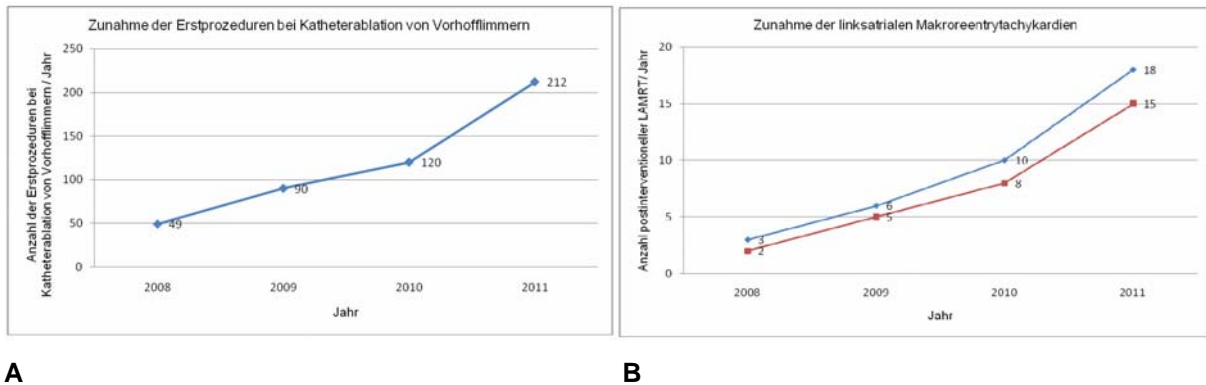 Zunahme der Erstprozeduren bei Katheterablation von Vorhofflimmern
Anzahl der Erstprozeduren bei
Katheterablation von Vorhofflimmern / Jahr
250
200
150
100
50
0
49
90
120
212
2008 2009 2010 2011
Jahr
A
Zunahme der linksatrialen Makroreentrytachykardien
Anzahl postinterventioneller LAMRT/ Jahr
20
15
10
5
0
3
2
6
5
10
8
18
15
2008 2009 2010 2011
Jahr
B